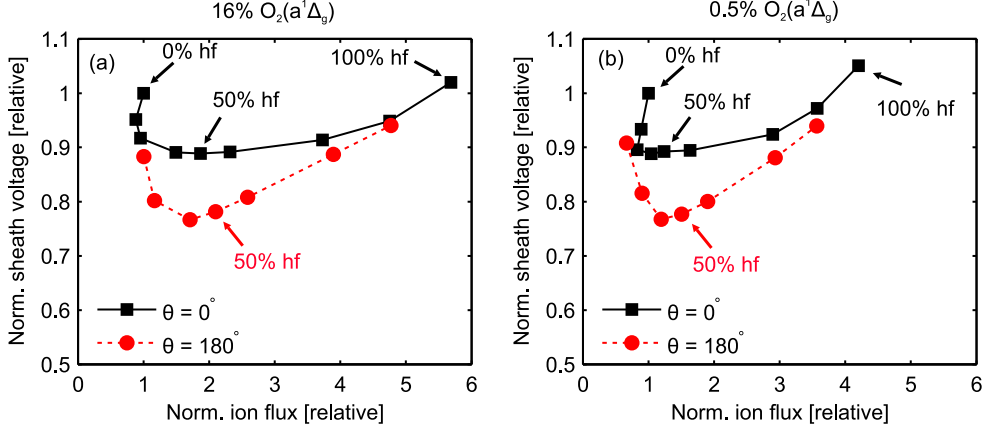 16% O₂(a¹Δg)
(a)
0% hf
50% hf
100% hf
50% hf
θ = 0°
θ = 180°
1.1
1
0.9
0.8
0.7
0.6
0.5
0 1 2 3 4 5 6
Norm. ion flux [relative]
Norm. sheath voltage [relative]
0.5% O₂(a¹Δg)
(b)
0% hf
50% hf
100% hf
50% hf
θ = 0°
θ = 180°
1.1
1
0.9
0.8
0.7
0.6
0.5
0 1 2 3 4 5 6
Norm. ion flux [relative]
Norm. sheath voltage [relative]